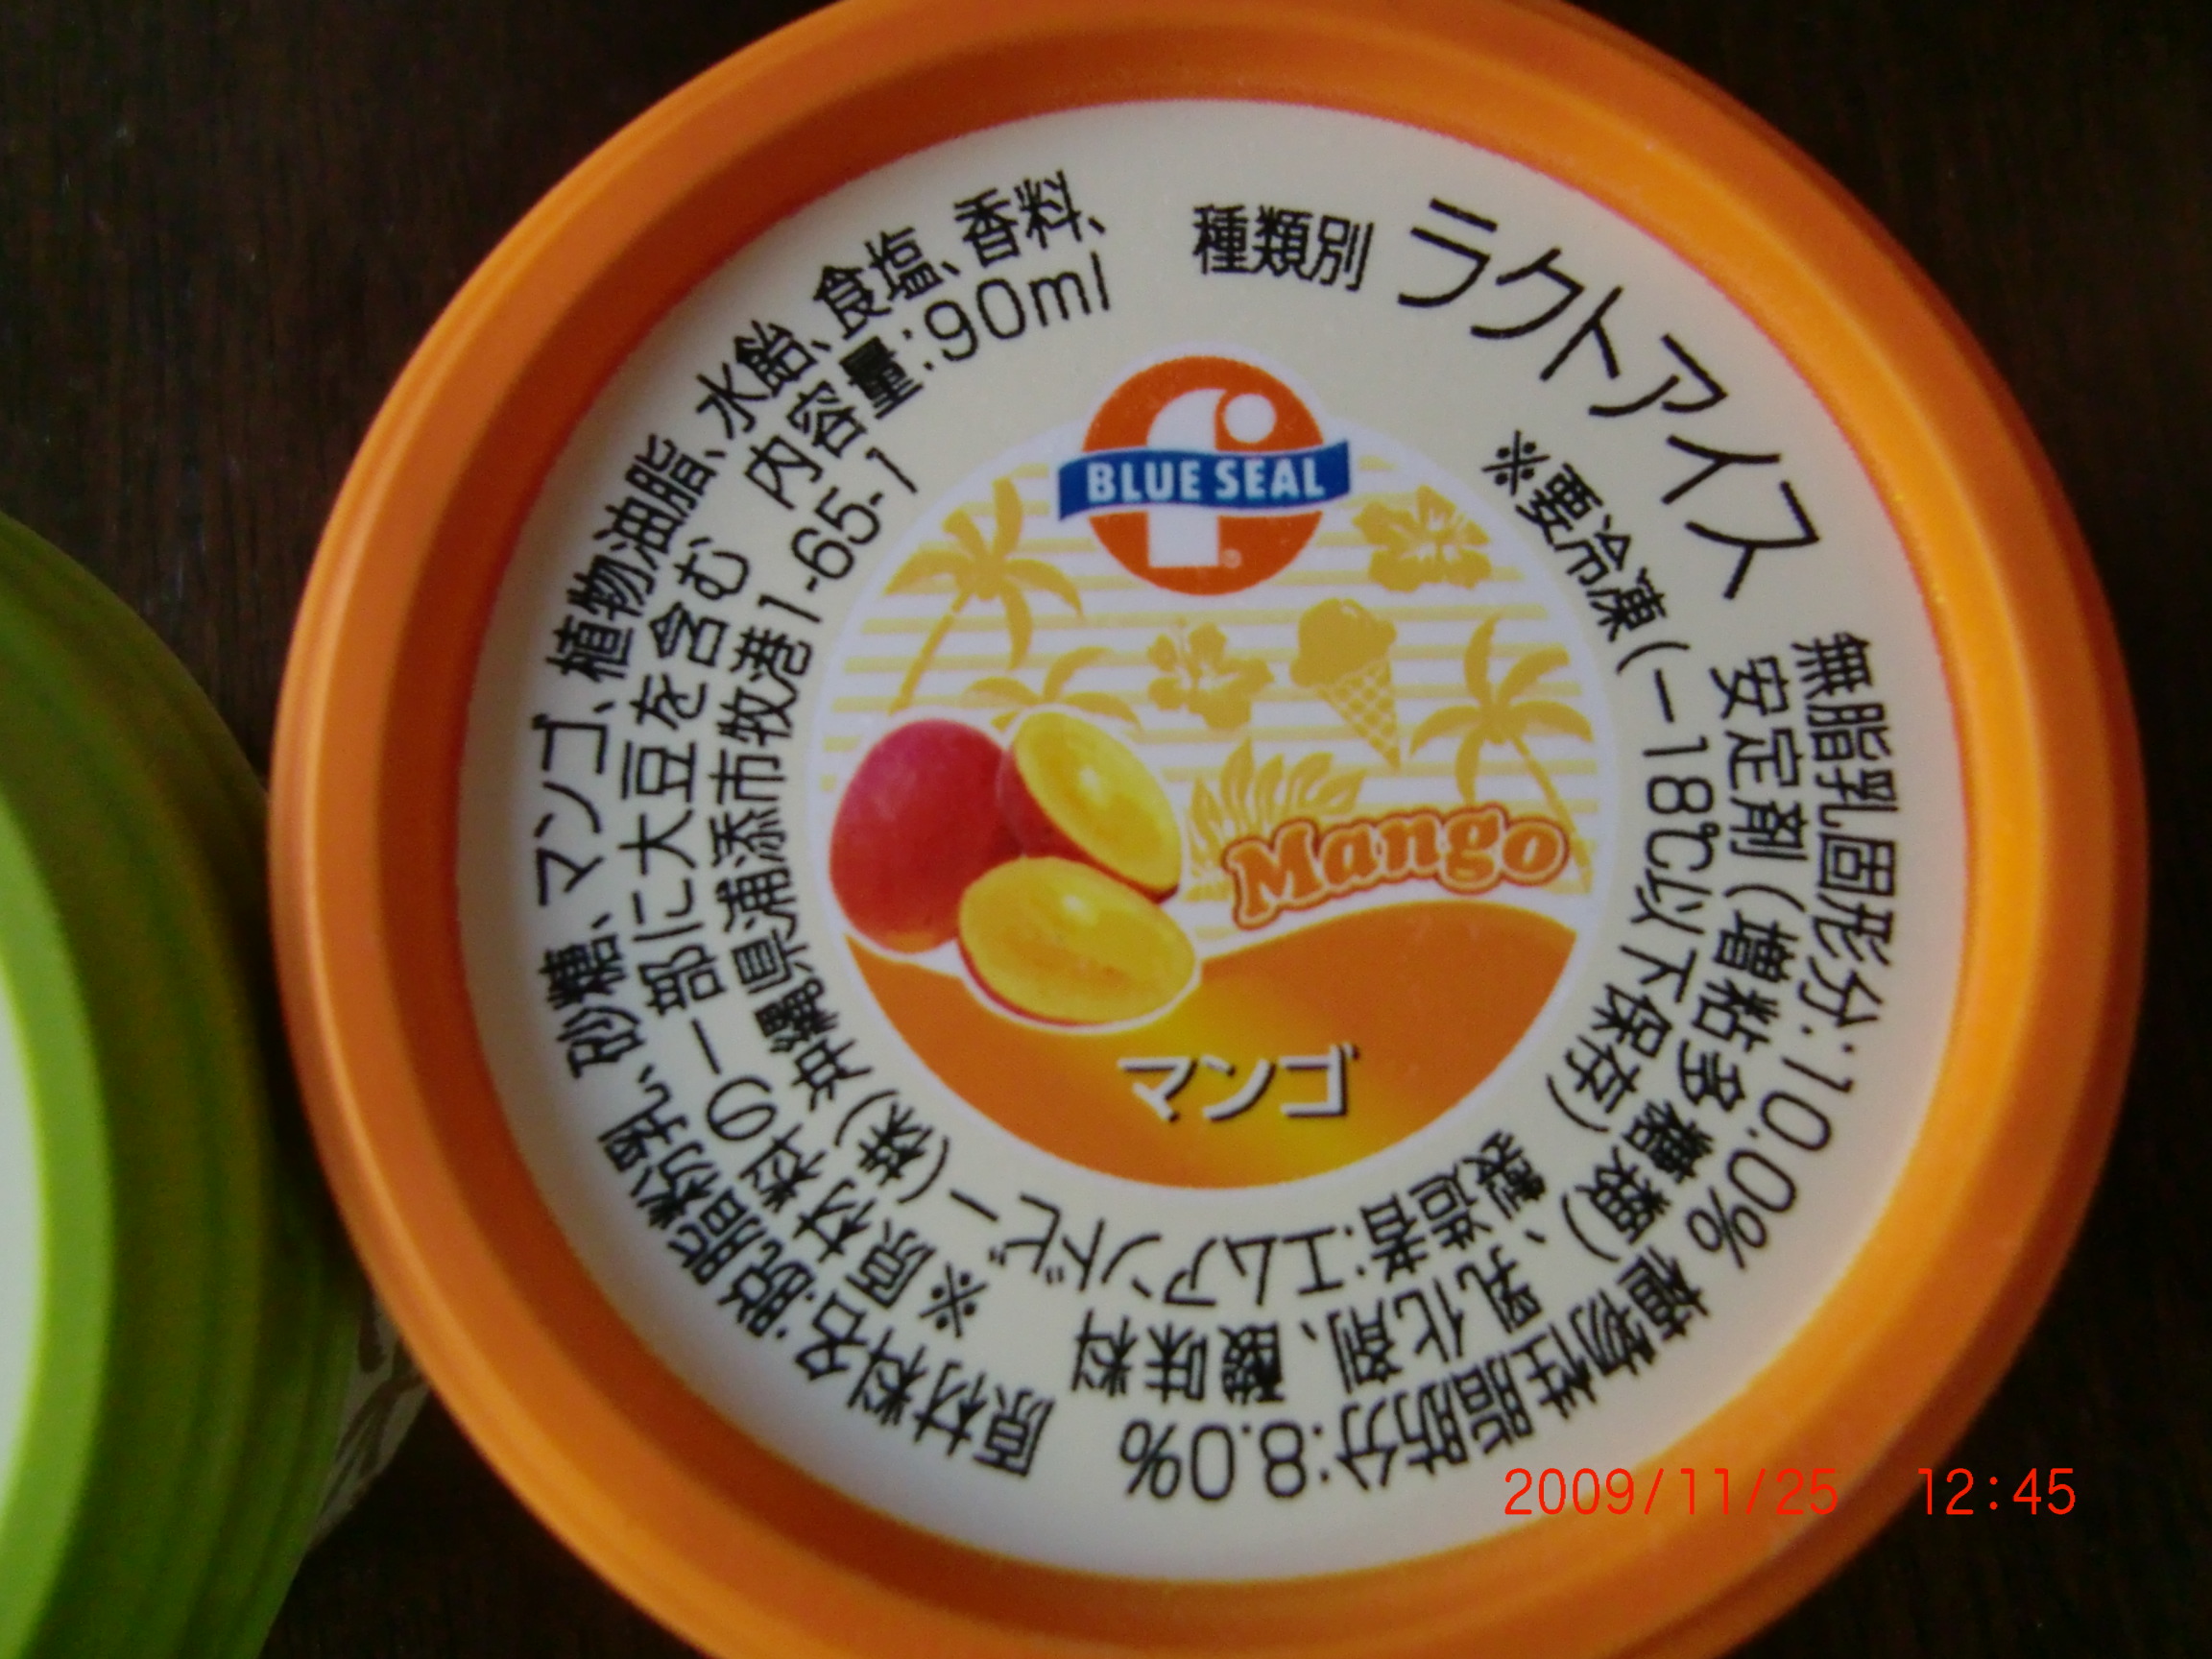 種類別 ラクトアイス
無脂乳固形分:10.0% 植物性脂肪分:8.0%
原材料名:脱脂粉乳、砂糖、マンゴ、植物油脂、水飴、食塩、香料、
安定剤(増粘多糖類)、乳化剤、酸味料
※原材料の一部に大豆を含む 内容量:90ml
※要冷凍(-18℃以下保存)
製造者:エムアンドビー(株)沖縄県浦添市牧港1-65-1
BLUE SEAL
Mango
マンゴ
2009/11/25 12:45